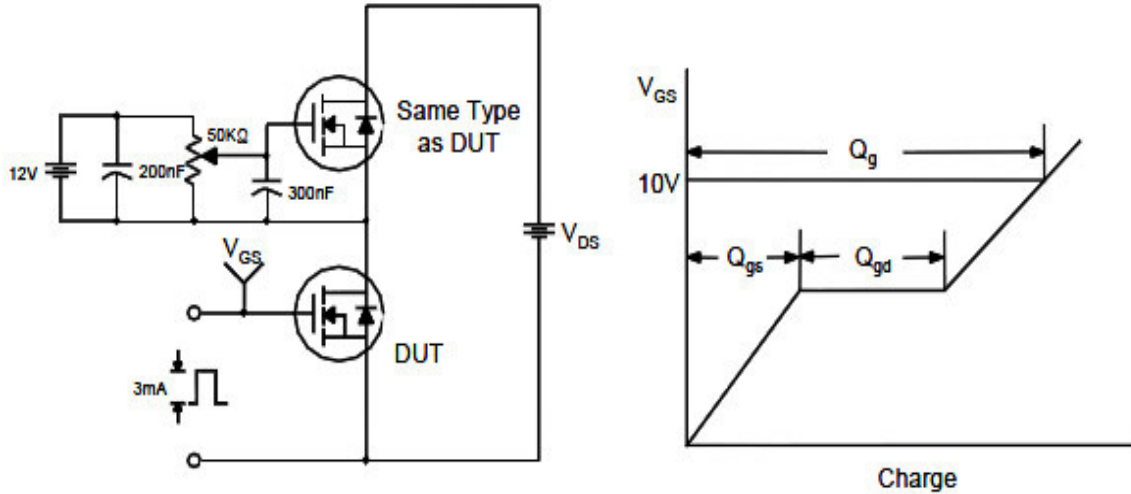 Same Type
as DUT
50KΩ
12V
200nF
300nF
V_GS
V_DS
DUT
3mA
V_GS
Q_g
10V
Q_gs
Q_gd
Charge